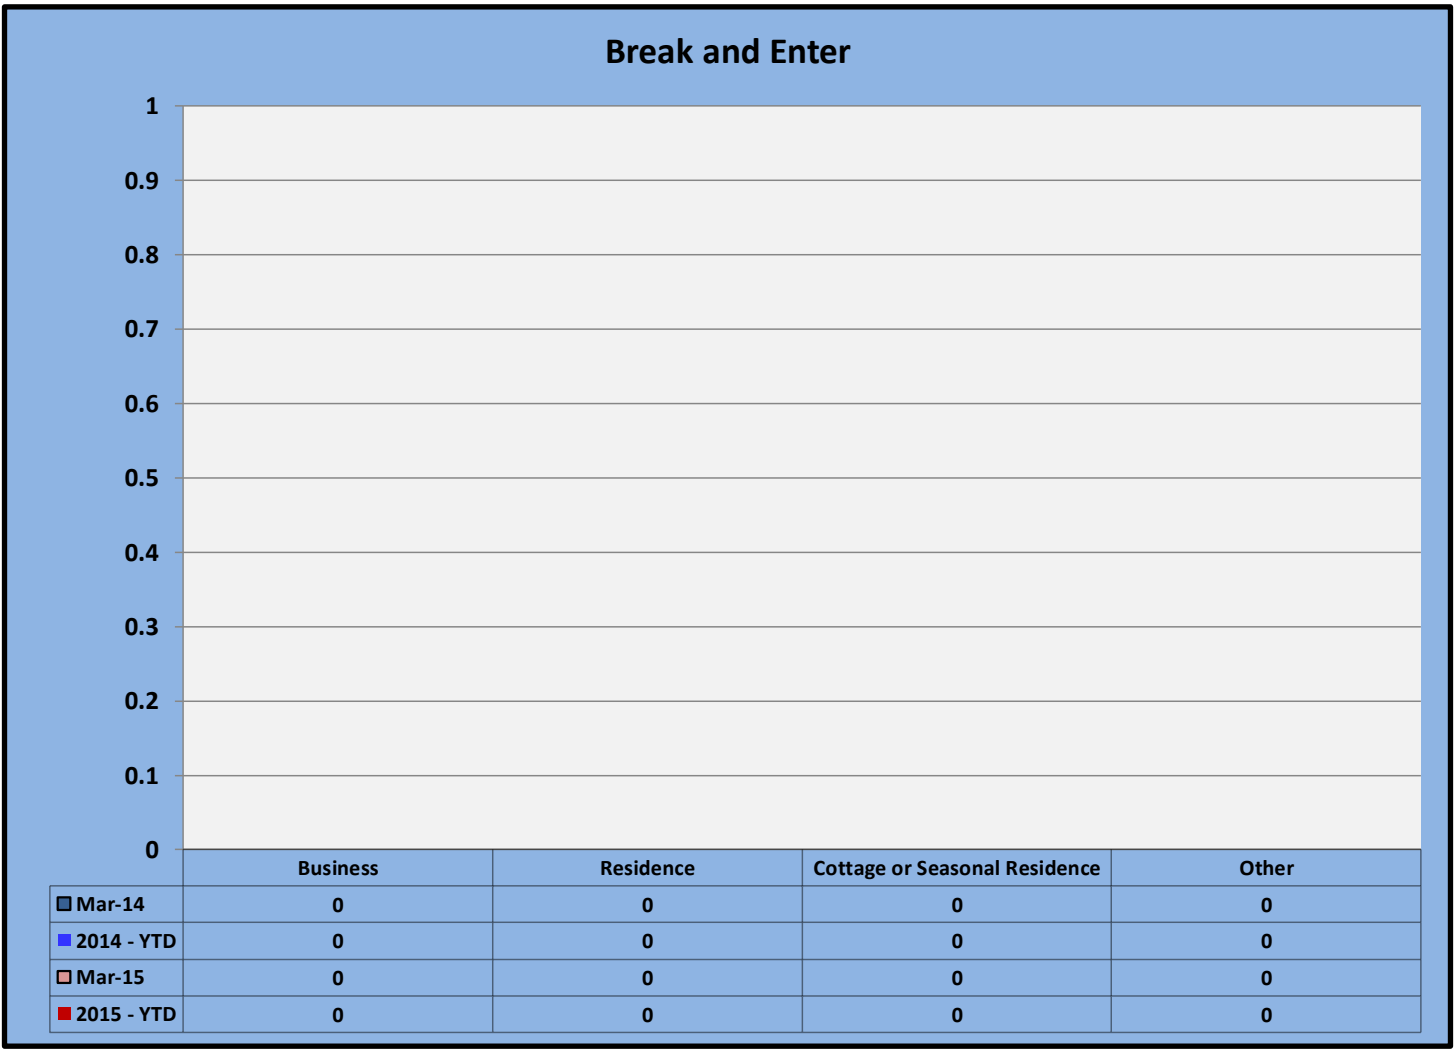 Break and Enter
1
0.9
0.8
0.7
0.6
0.5
0.4
0.3
0.2
0.1
0
Business Residence Cottage or Seasonal Residence Other
Mar-14 0 0 0 0
2014 - YTD 0 0 0 0
Mar-15 0 0 0 0
2015 - YTD 0 0 0 0